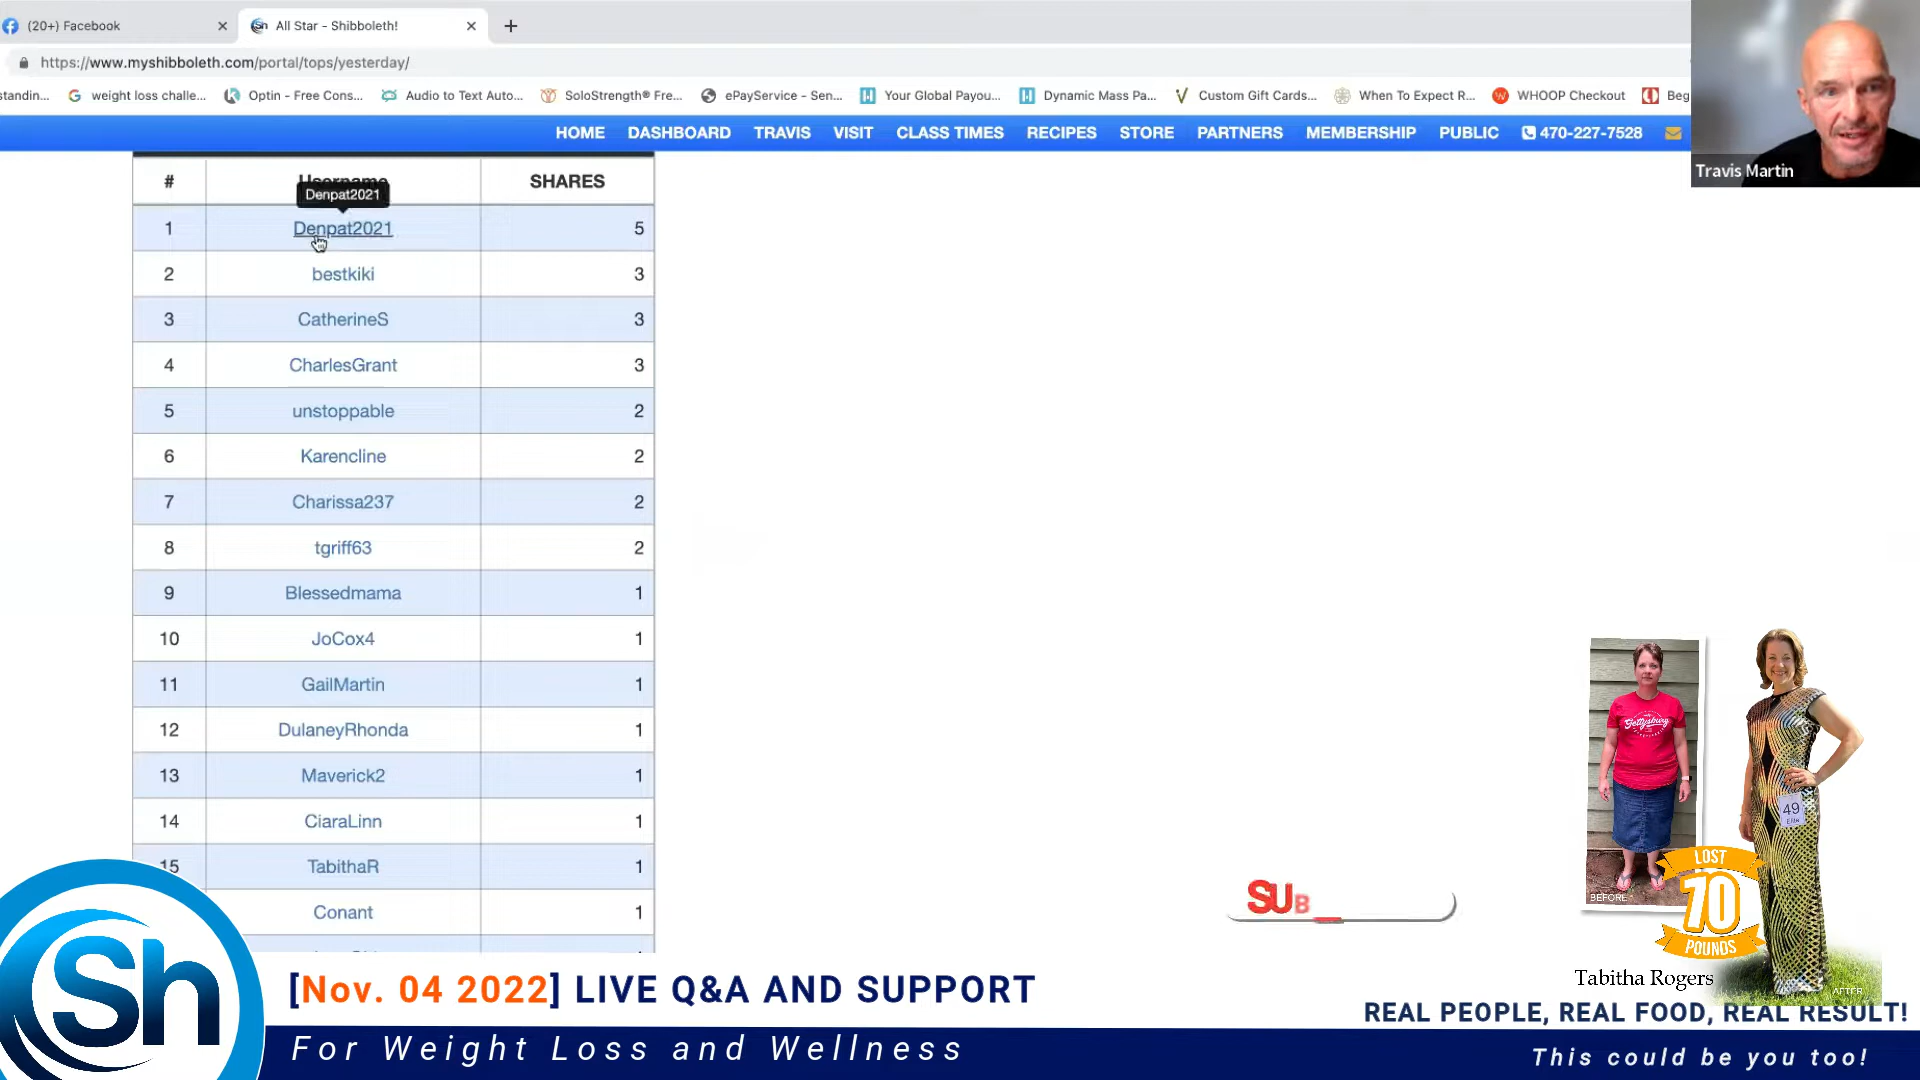 (20+) Facebook
All Star - Shibboleth!
https://www.myshibboleth.com/portal/tops/yesterday/
standin...
weight loss challe...
Optin - Free Cons...
Audio to Text Auto...
SoloStrength® Fre...
ePayService - Sen...
Your Global Payou...
Dynamic Mass Pa...
Custom Gift Cards...
When To Expect R...
WHOOP Checkout
Beg
HOME DASHBOARD TRAVIS VISIT CLASS TIMES RECIPES STORE PARTNERS MEMBERSHIP PUBLIC 470-227-7528
Travis Martin
# Username SHARES
Denpat2021
1 Denpat2021 5
2 bestkiki 3
3 CatherineS 3
4 CharlesGrant 3
5 unstoppable 2
6 Karencline 2
7 Charissa237 2
8 tgriff63 2
9 Blessedmama 1
10 JoCox4 1
11 GailMartin 1
12 DulaneyRhonda 1
13 Maverick2 1
14 CiaraLinn 1
15 TabithaR 1
Conant 1
SUB
Gettysburg
49
BEFORE
LOST
70
POUNDS
Tabitha Rogers
AFTER
Sh
[Nov. 04 2022] LIVE Q&A AND SUPPORT
For Weight Loss and Wellness
REAL PEOPLE, REAL FOOD, REAL RESULT!
This could be you too!